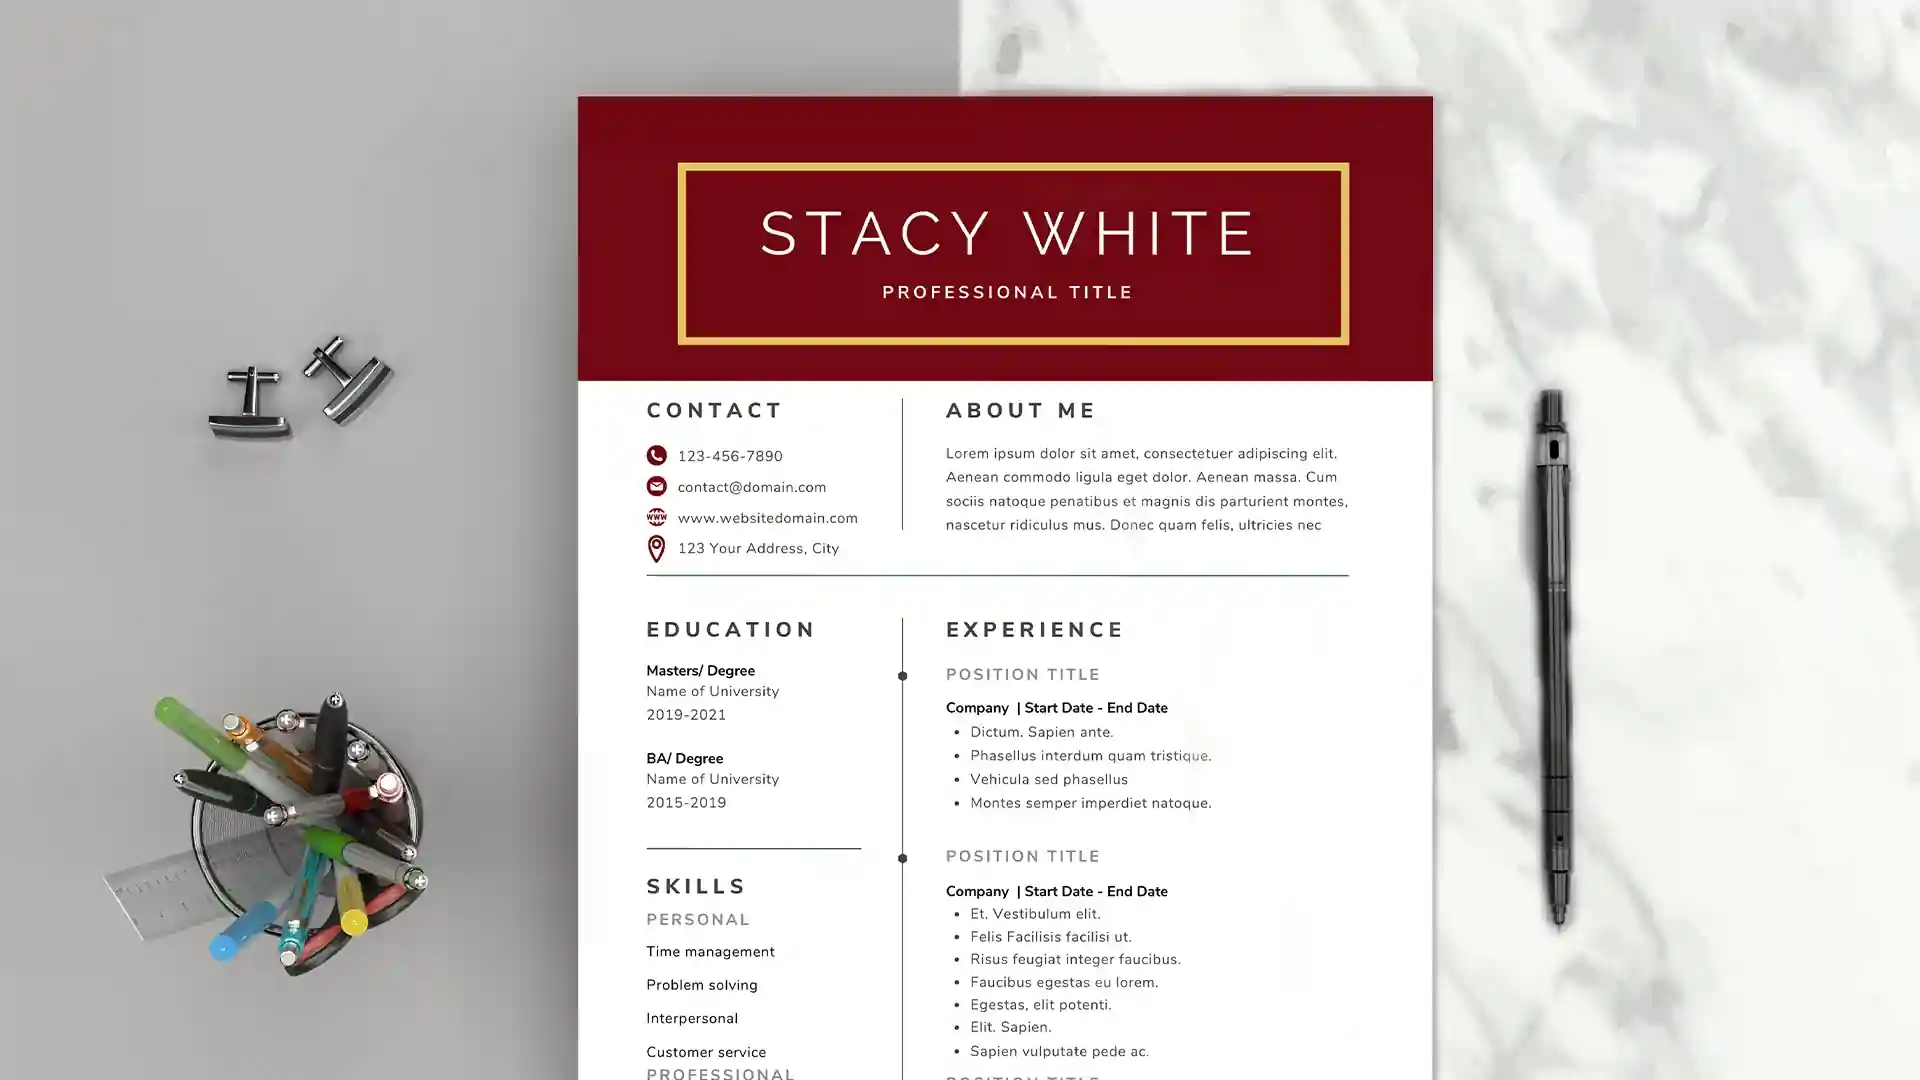 STACY WHITE
PROFESSIONAL TITLE
CONTACT
123-456-7890
contact@domain.com
www www.websitedomain.com
123 Your Address, City
ABOUT ME
Lorem ipsum dolor sit amet, consectetuer adipiscing elit.
Aenean commodo ligula eget dolor. Aenean massa. Cum
sociis natoque penatibus et magnis dis parturient montes,
nascetur ridiculus mus. Donec quam felis, ultricies nec
EDUCATION
Masters/ Degree
Name of University
2019-2021
BA/ Degree
Name of University
2015-2019
SKILLS
PERSONAL
Time management
Problem solving
Interpersonal
Customer service
PROFESSIONAL
EXPERIENCE
POSITION TITLE
Company | Start Date - End Date
• Dictum. Sapien ante.
• Phasellus interdum quam tristique.
• Vehicula sed phasellus
• Montes semper imperdiet natoque.
POSITION TITLE
Company | Start Date - End Date
• Et. Vestibulum elit.
• Felis Facilisis facilisi ut.
• Risus feugiat integer faucibus.
• Faucibus egestas eu lorem.
• Egestas, elit potenti.
• Elit. Sapien.
• Sapien vulputate pede ac.
POSITION TITLE